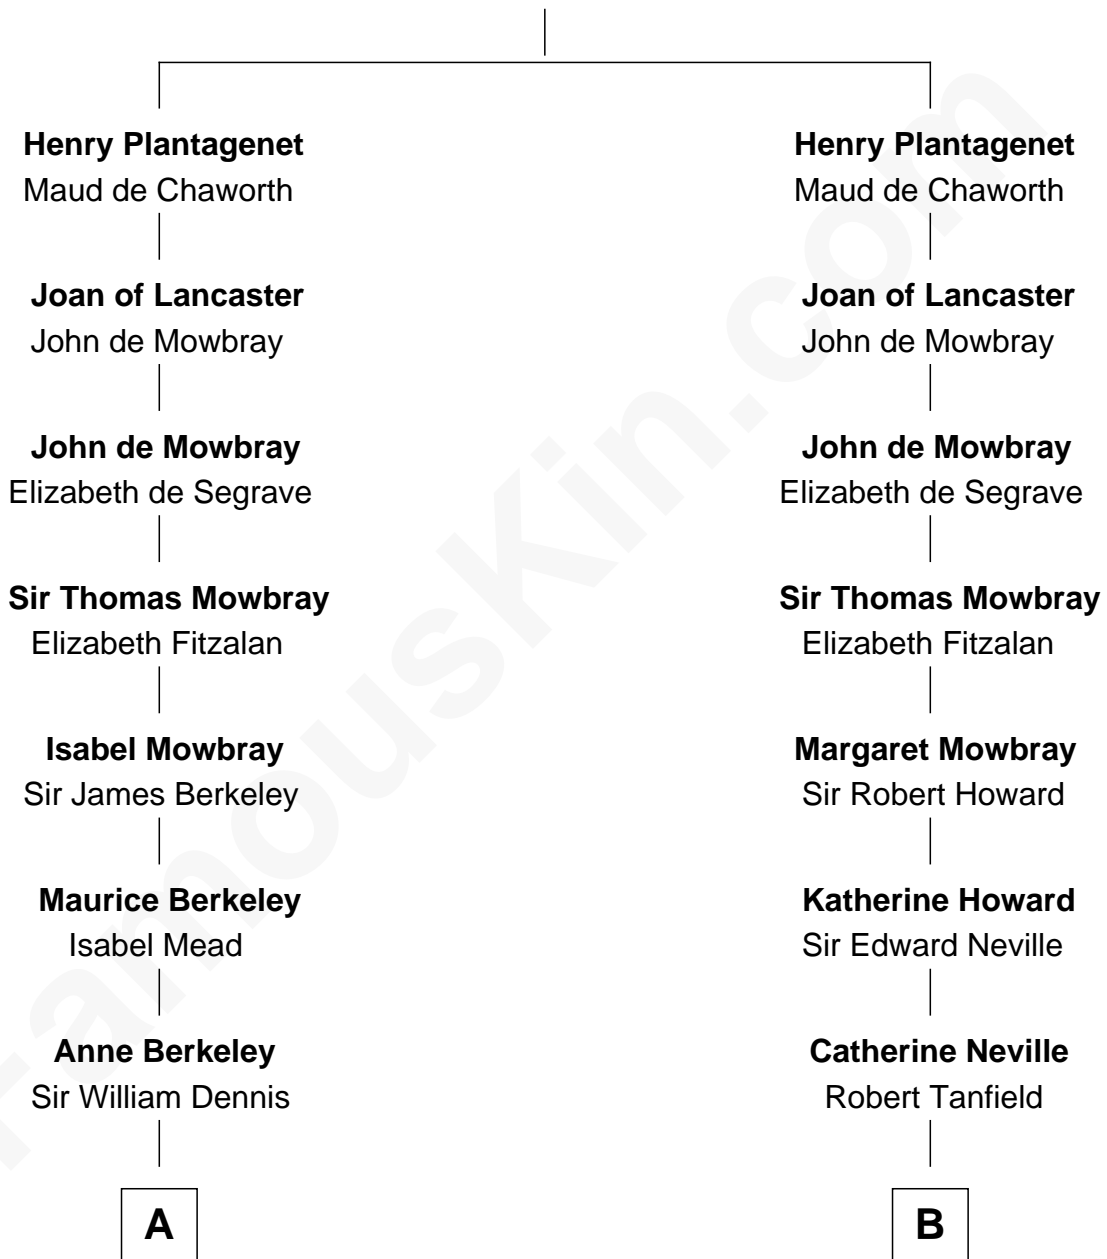 Henry Plantagenet
Maud de Chaworth
Joan of Lancaster
John de Mowbray
John de Mowbray
Elizabeth de Segrave
Sir Thomas Mowbray
Elizabeth Fitzalan
Isabel Mowbray
Sir James Berkeley
Maurice Berkeley
Isabel Mead
Anne Berkeley
Sir William Dennis
A
Henry Plantagenet
Maud de Chaworth
Joan of Lancaster
John de Mowbray
John de Mowbray
Elizabeth de Segrave
Sir Thomas Mowbray
Elizabeth Fitzalan
Margaret Mowbray
Sir Robert Howard
Katherine Howard
Sir Edward Neville
Catherine Neville
Robert Tanfield
B
FamousKin.com